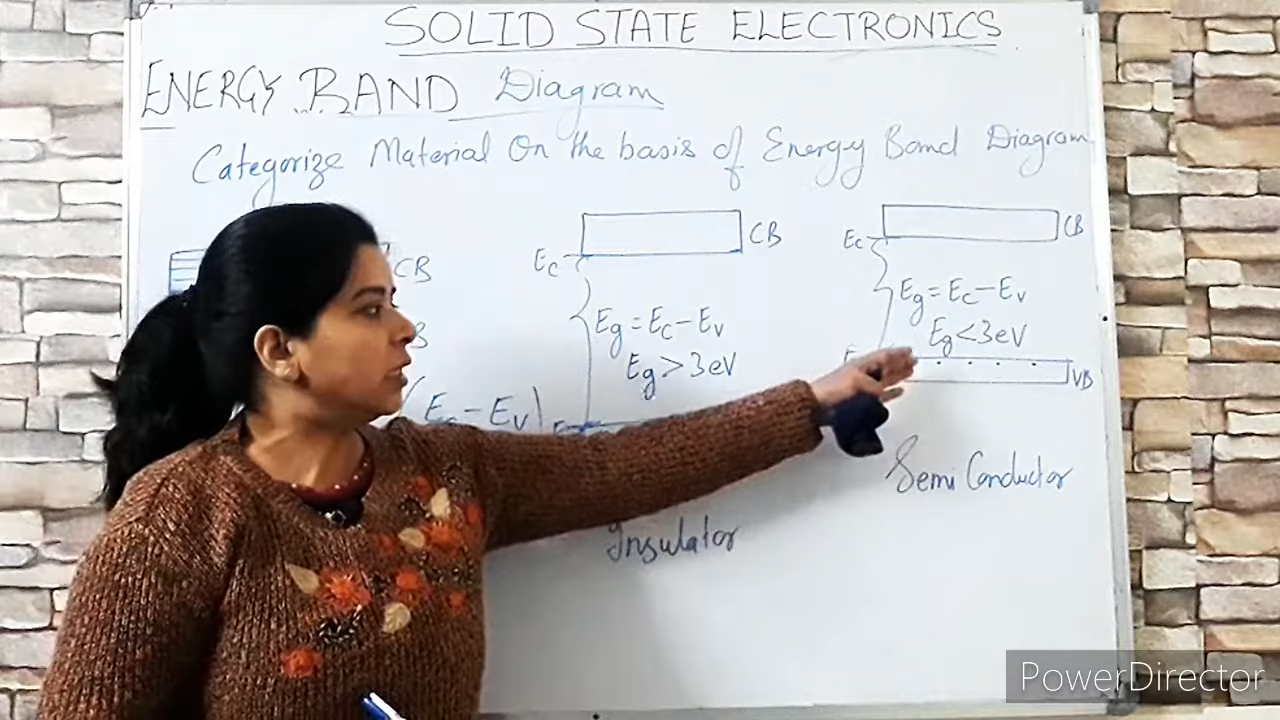 SOLID STATE ELECTRONICS
ENERGY BAND Diagram
Categorize Material On the basis of Energy Band Diagram
CB
Ec
CB
Eg = Ec - Ev
Eg > 3eV
Insulator
Ec
CB
Eg = Ec - Ev
Eg < 3eV
VB
Semi Conductor
PowerDirector